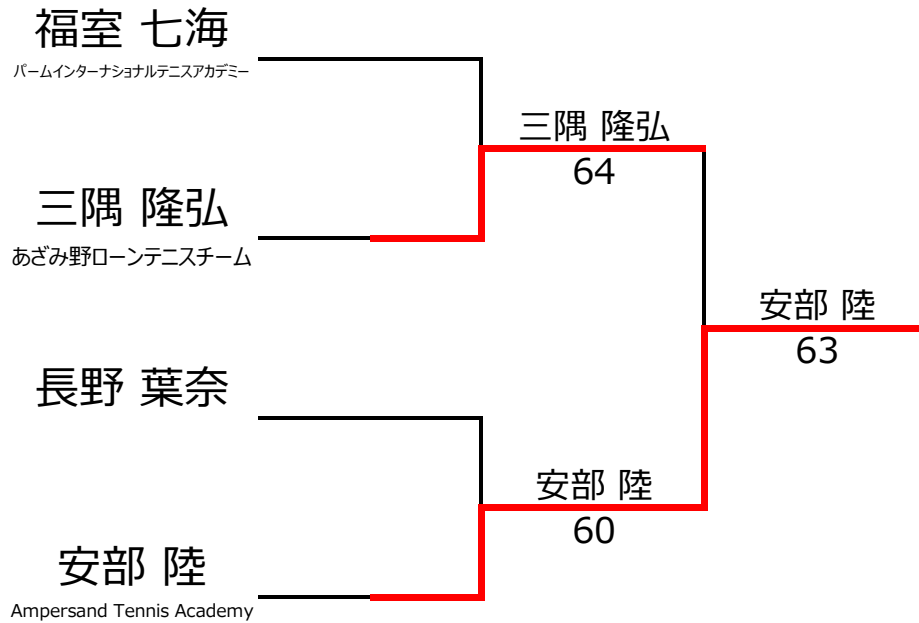 福室 七海
パームインターナショナルテニスアカデミー
三隅 隆弘
64
三隅 隆弘
あざみ野ローンテニスチーム
安部 陸
63
長野 葉奈
安部 陸
60
安部 陸
Ampersand Tennis Academy